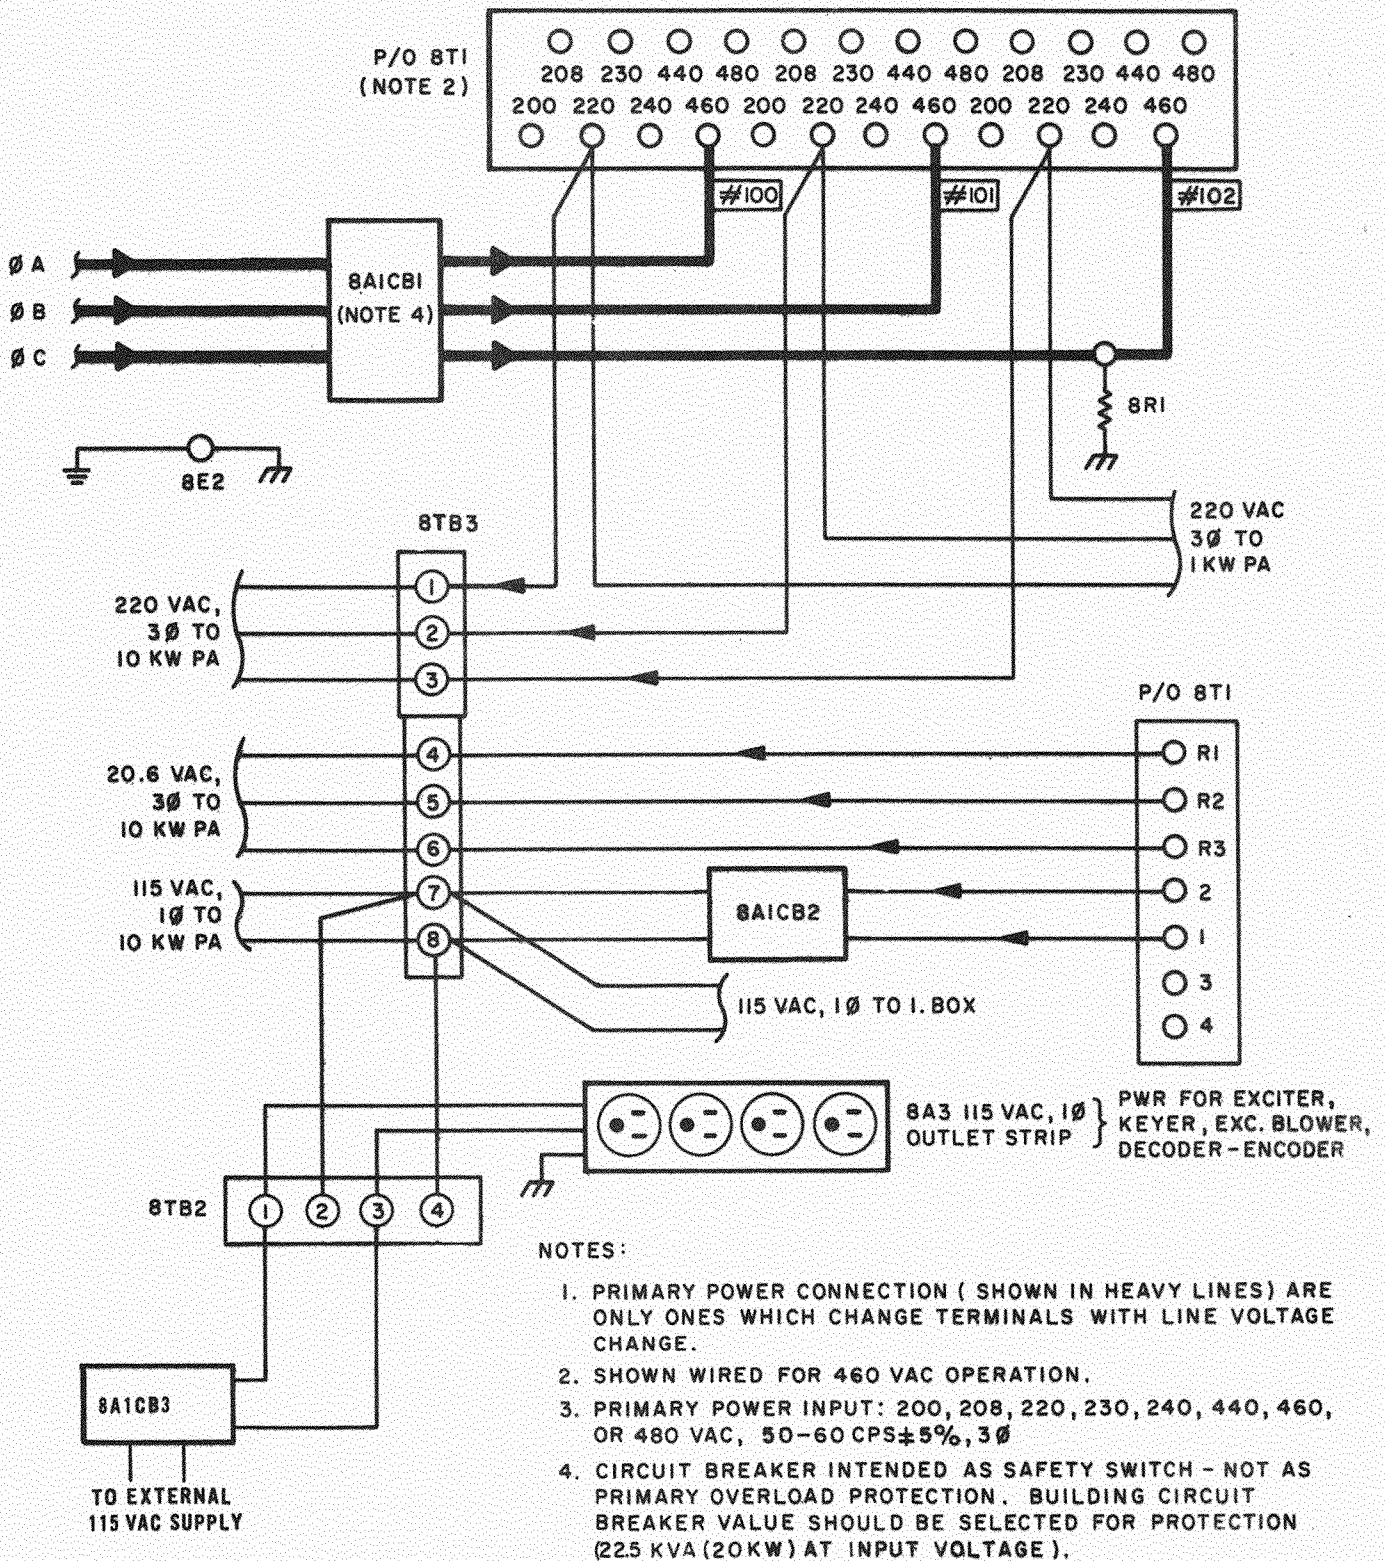 P/O 8T1
(NOTE 2)
208 230 440 480 208 230 440 480 208 230 440 480
200 220 240 460 200 220 240 460 200 220 240 460
#100
#101
#102
Ø A
Ø B
Ø C
8A1CB1
(NOTE 4)
8R1
8E2
8TB3
220 VAC
3Ø TO
1 KW PA
220 VAC,
3Ø TO
10 KW PA
1
2
3
P/O 8T1
20.6 VAC,
3Ø TO
10 KW PA
4
5
6
R1
R2
R3
115 VAC,
1Ø TO
10 KW PA
7
8
8A1CB2
2
1
3
4
115 VAC, 1Ø TO I. BOX
8A3 115 VAC, 1Ø
OUTLET STRIP
PWR FOR EXCITER,
KEYER, EXC. BLOWER,
DECODER-ENCODER
8TB2
1 2 3 4
8A1CB3
TO EXTERNAL
115 VAC SUPPLY
NOTES:
1. PRIMARY POWER CONNECTION ( SHOWN IN HEAVY LINES) ARE
ONLY ONES WHICH CHANGE TERMINALS WITH LINE VOLTAGE
CHANGE.
2. SHOWN WIRED FOR 460 VAC OPERATION.
3. PRIMARY POWER INPUT: 200, 208, 220, 230, 240, 440, 460,
OR 480 VAC, 50-60 CPS±5%, 3Ø
4. CIRCUIT BREAKER INTENDED AS SAFETY SWITCH - NOT AS
PRIMARY OVERLOAD PROTECTION. BUILDING CIRCUIT
BREAKER VALUE SHOULD BE SELECTED FOR PROTECTION
(22.5 KVA (20KW) AT INPUT VOLTAGE).